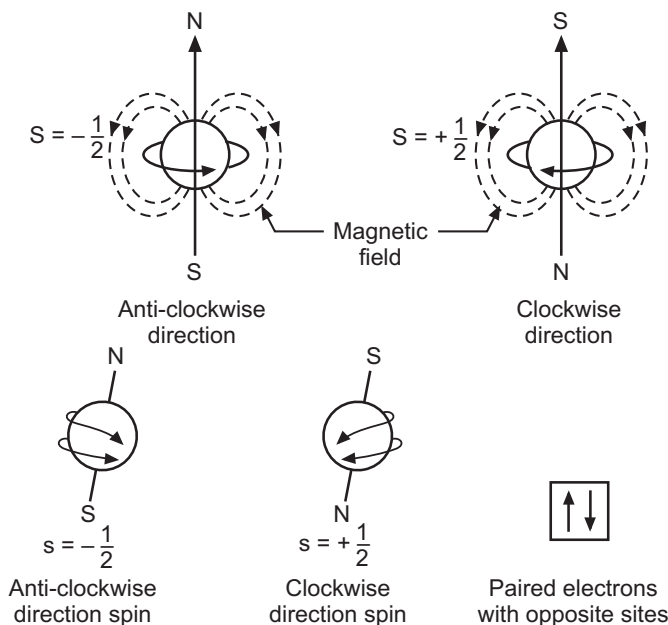 N
S
S = – 1/2
S = + 1/2
Magnetic
field
S
N
Anti-clockwise
direction
Clockwise
direction
N
S
S
N
s = – 1/2
s = + 1/2
Anti-clockwise
direction spin
Clockwise
direction spin
Paired electrons
with opposite sites